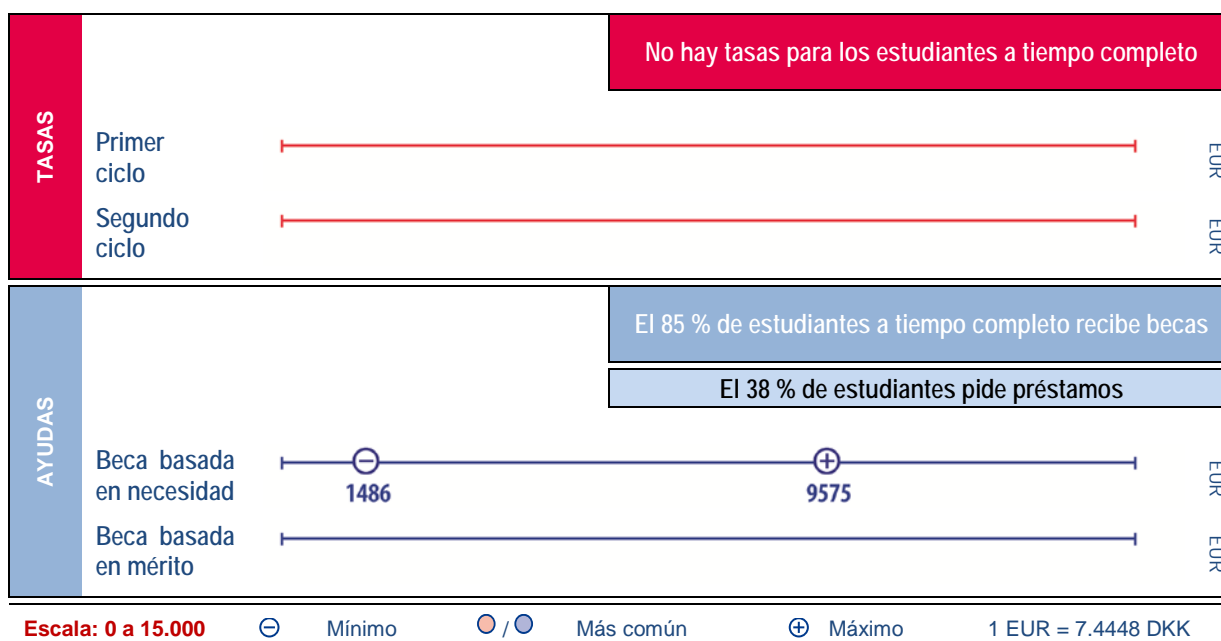 No hay tasas para los estudiantes a tiempo completo
TASAS
Primer
ciclo
EUR
Segundo
ciclo
EUR
El 85 % de estudiantes a tiempo completo recibe becas
El 38 % de estudiantes pide préstamos
AYUDAS
Beca basada
en necesidad
1486
9575
EUR
Beca basada
en mérito
EUR
Escala: 0 a 15.000 Mínimo / Más común Máximo 1 EUR = 7.4448 DKK